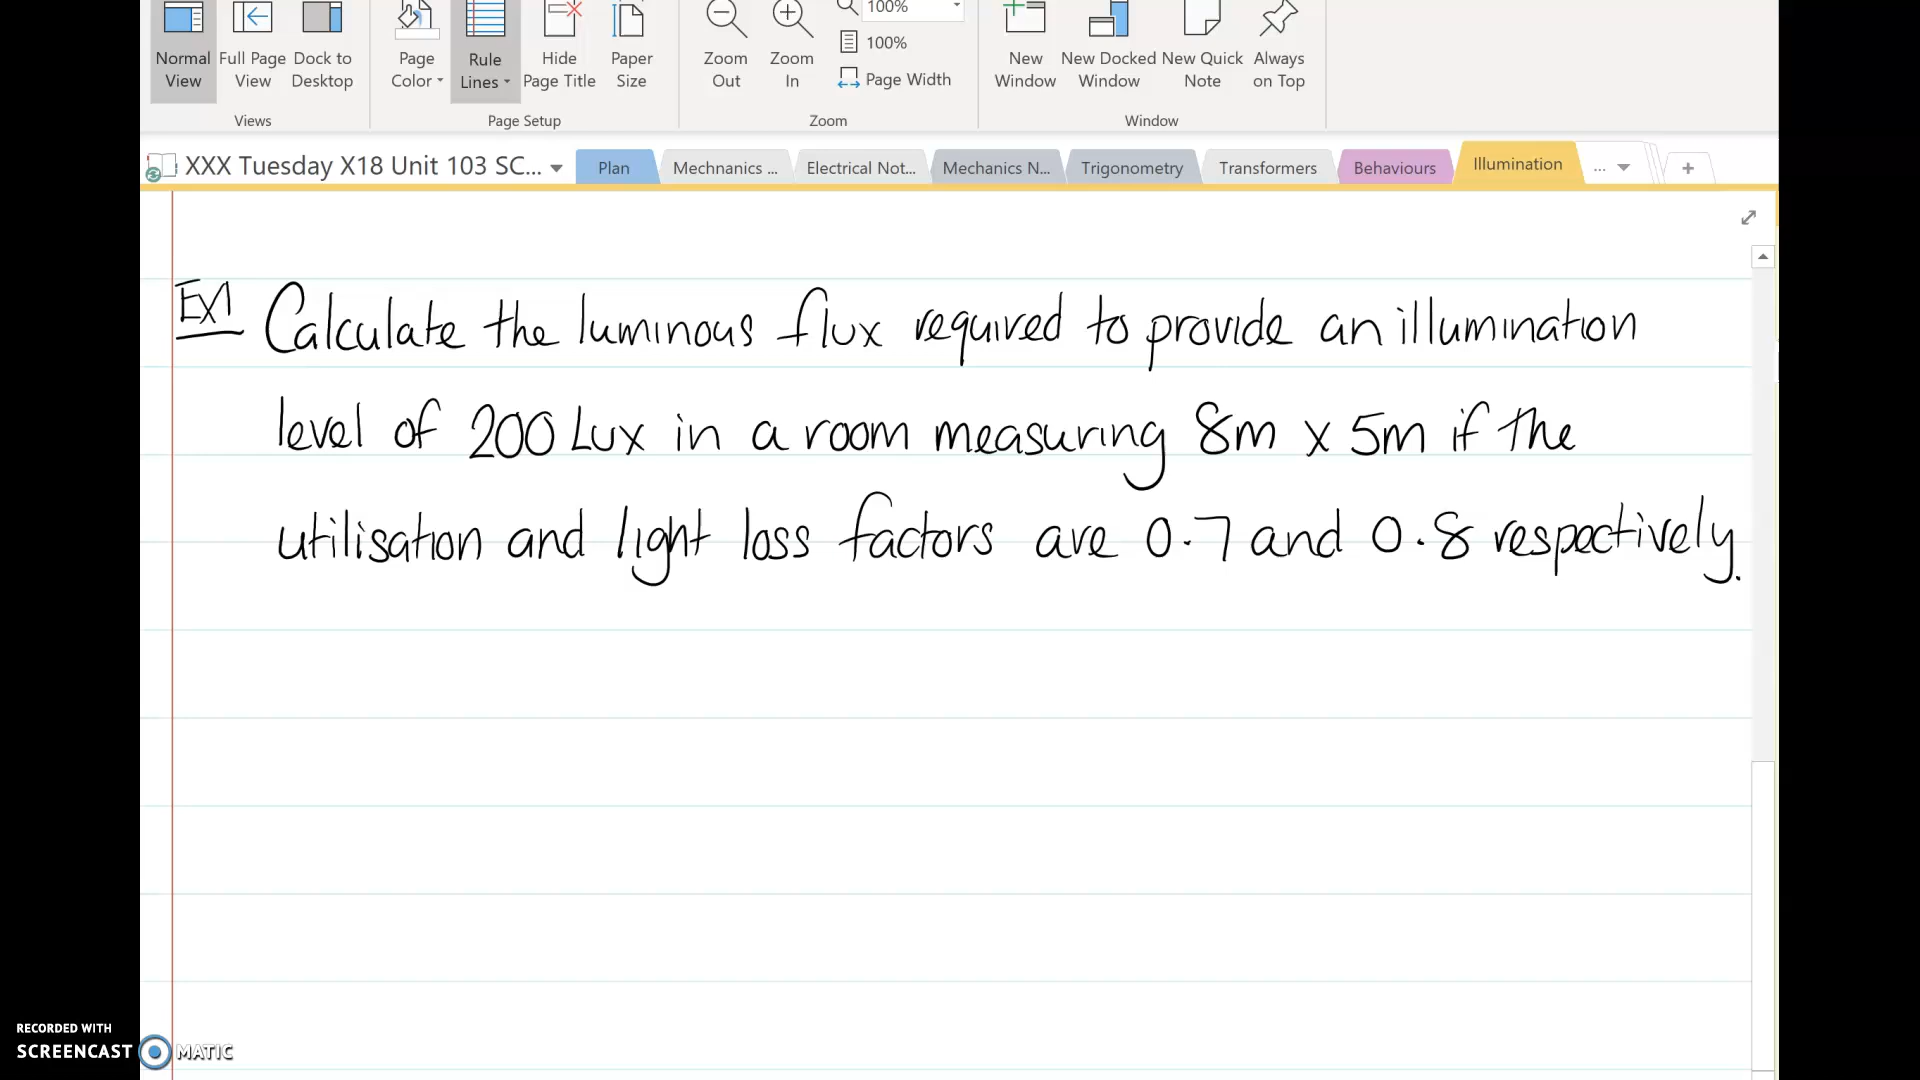 100%
Normal View
Full Page View
Dock to Desktop
Page Color
Rule Lines
Hide Page Title
Paper Size
Zoom Out
Zoom In
100%
Page Width
New Window
New Docked Window
New Quick Note
Always on Top
Views
Page Setup
Zoom
Window
XXX Tuesday X18 Unit 103 SC...
Plan
Mechnanics ...
Electrical Not...
Mechanics N...
Trigonometry
Transformers
Behaviours
Illumination
...
Ex1 Calculate the luminous flux required to provide an illumination
level of 200 Lux in a room measuring 8m x 5m if the
utilisation and light loss factors are 0.7 and 0.8 respectively.
RECORDED WITH
SCREENCAST MATIC